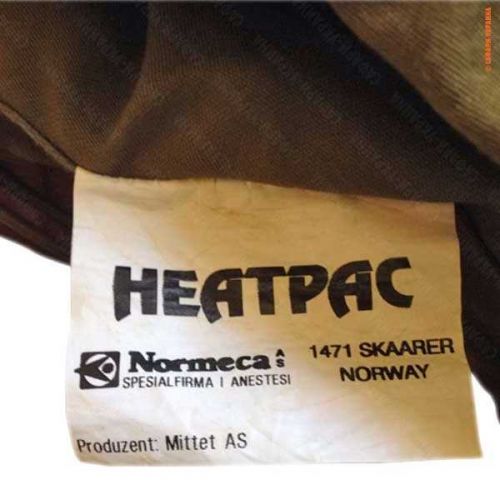 HEATPAC
Normeca AS
SPESIALFIRMA I ANESTESI
1471 SKAARER
NORWAY
Produzent: Mittet AS